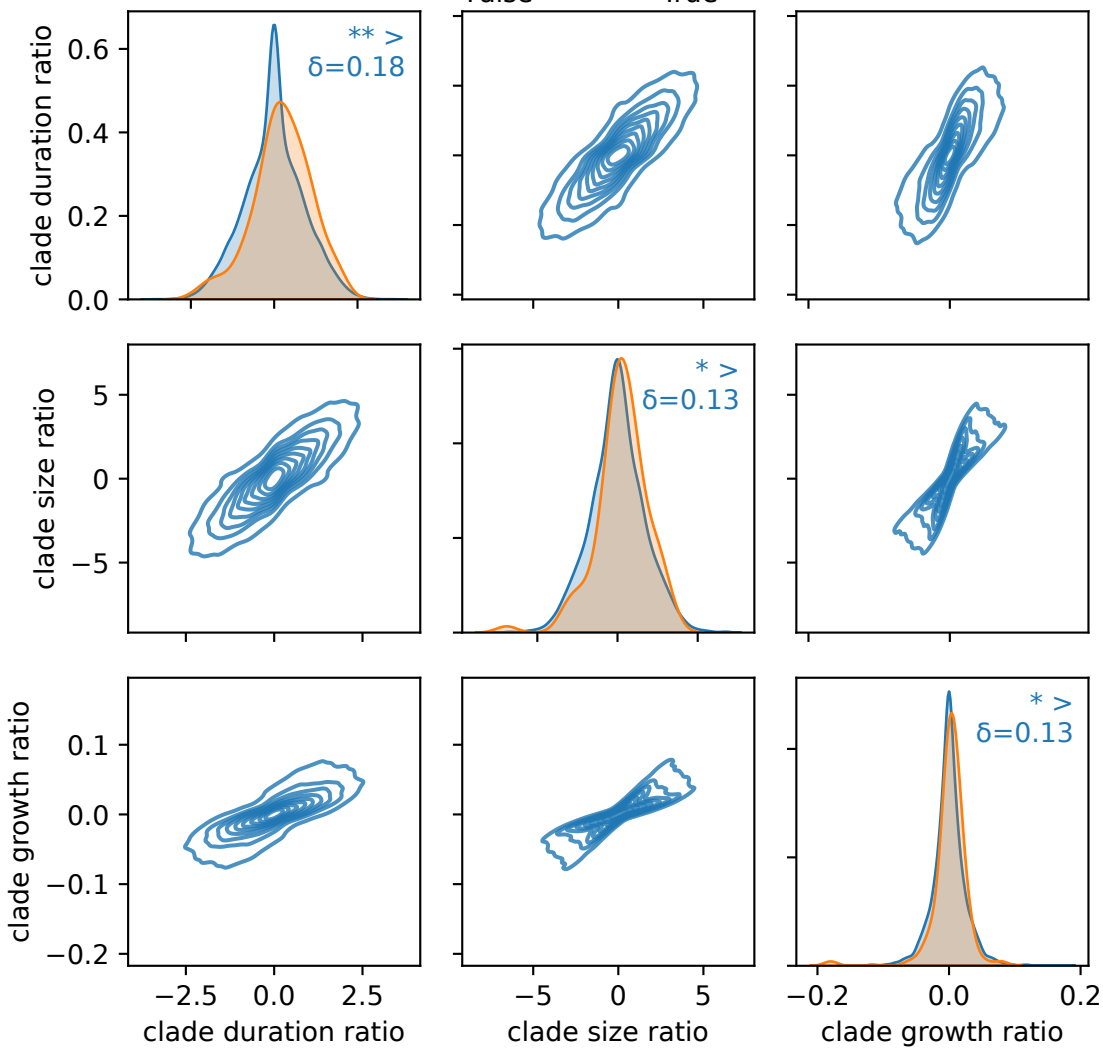 False True
clade duration ratio
0.6
0.4
0.2
0.0
** >
δ=0.18
clade size ratio
5
0
−5
* >
δ=0.13
clade growth ratio
0.1
0.0
−0.1
−0.2
* >
δ=0.13
−2.5 0.0 2.5
−5 0 5
−0.2 0.0 0.2
clade duration ratio
clade size ratio
clade growth ratio